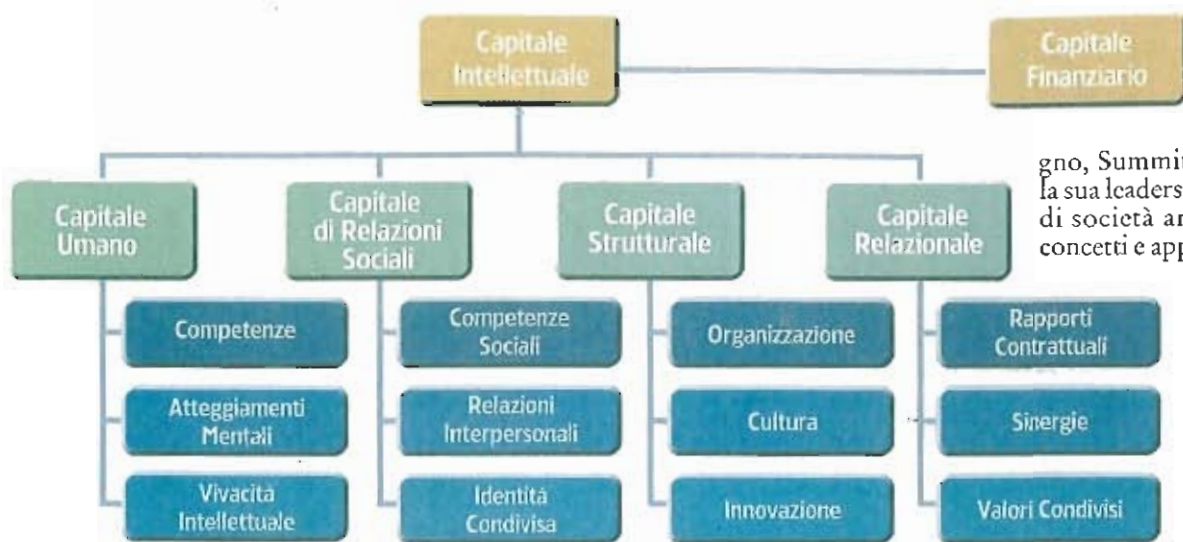 Capitale
Intellettuale
Capitale
Finanziario
Capitale
Umano
Capitale
di Relazioni
Sociali
Capitale
Strutturale
Capitale
Relazionale
gno, Summi
la sua leaders
di società an
concetti e app
Competenze
Atteggiamenti
Mentali
Vivacità
Intellettuale
Competenze
Sociali
Relazioni
Interpersonali
Identità
Condivisa
Organizzazione
Cultura
Innovazione
Rapporti
Contrattuali
Sinergie
Valori Condivisi